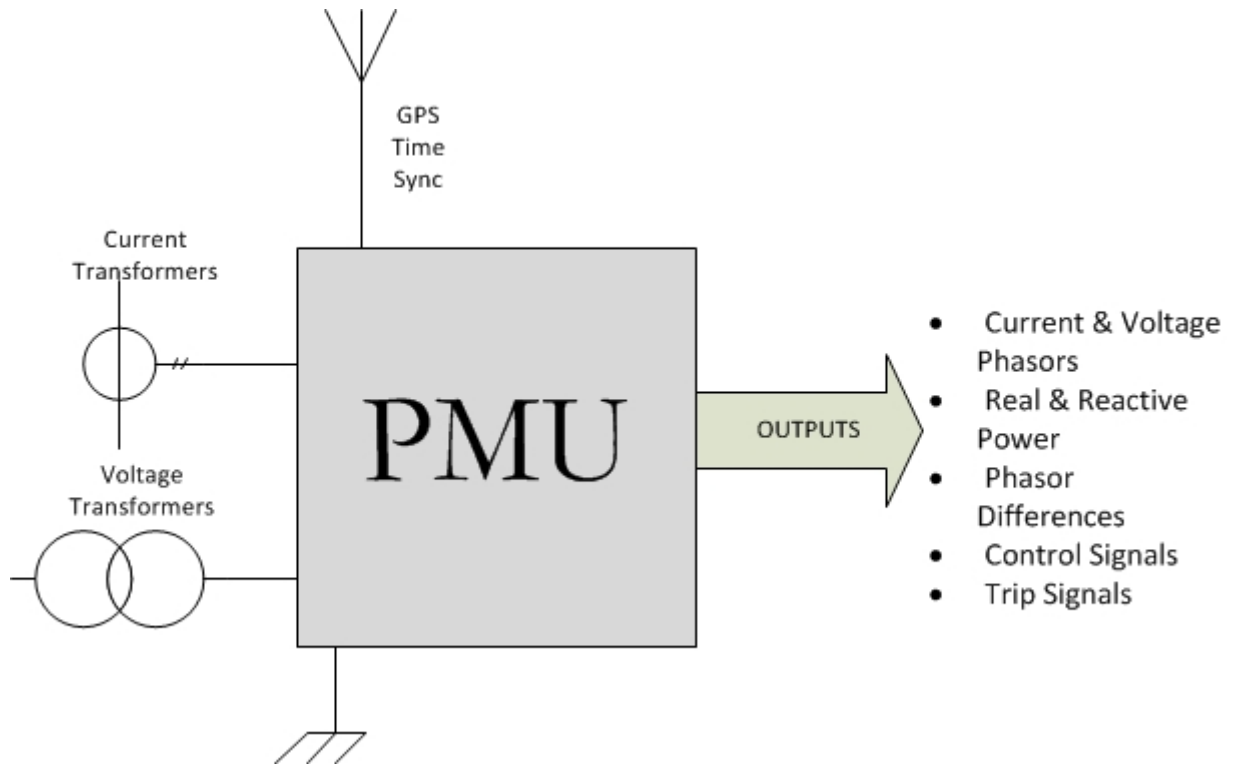 GPS
Time
Sync
Current
Transformers
Voltage
Transformers
PMU
OUTPUTS
• Current & Voltage
Phasors
• Real & Reactive
Power
• Phasor
Differences
• Control Signals
• Trip Signals